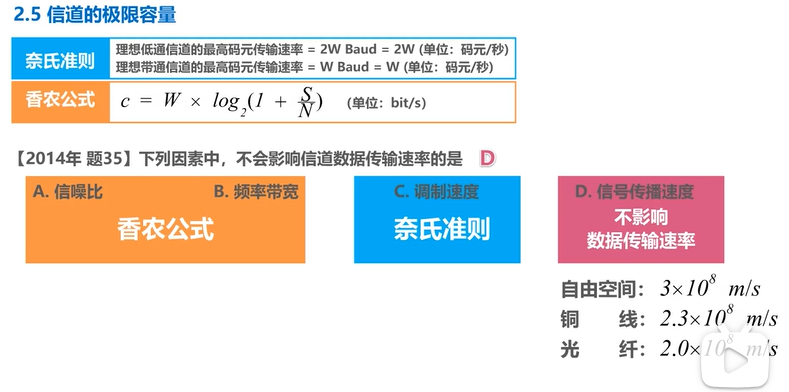 2.5 信道的极限容量
奈氏准则
理想低通信道的最高码元传输速率 = 2W Baud = 2W (单位：码元/秒)
理想带通信道的最高码元传输速率 = W Baud = W (单位：码元/秒)
香农公式
c = W × log₂(1 + S/N) （单位：bit/s）
【2014年 题35】下列因素中，不会影响信道数据传输速率的是 D
A. 信噪比 B. 频率带宽 C. 调制速度 D. 信号传播速度
香农公式
奈氏准则
不影响
数据传输速率
自由空间：3×10⁸ m/s
铜 线：2.3×10⁸ m/s
光 纤：2.0×10⁸ m/s